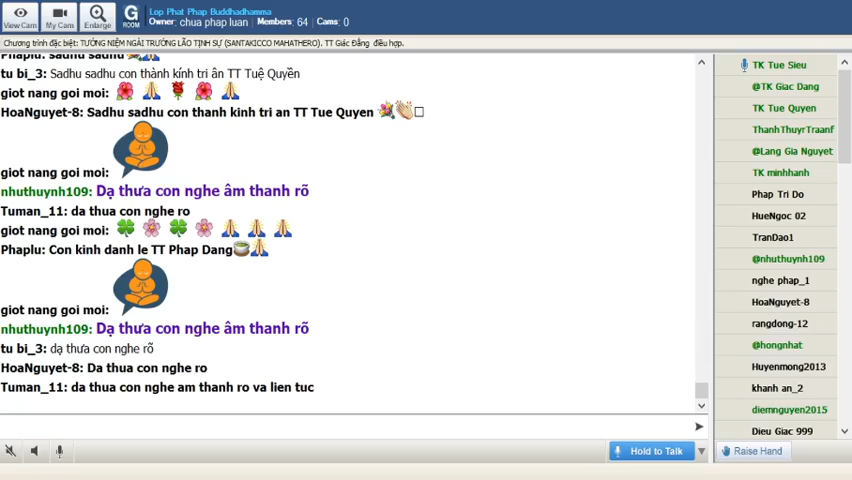 View Cam
My Cam
Enlarge
G
ROOM
Lop Phat Phap Buddhadhamma
Owner: chua phap luan Members: 64 Cams: 0
Chương trình đặc biệt: TƯỞNG NIỆM NGÀI TRƯỞNG LÃO TỊNH SỰ (SANTAKICCO MAHATHERO). TT Giác Đẳng điều hợp.
Phaplu: sadhu sadhu
tu bi_3: Sadhu sadhu con thành kính tri ân TT Tuệ Quyền
giot nang goi moi:
HoaNguyet-8: Sadhu sadhu con thanh kinh tri an TT Tue Quyen
giot nang goi moi:
nhuthuynh109: Dạ thưa con nghe âm thanh rõ
Tuman_11: da thua con nghe ro
giot nang goi moi:
Phaplu: Con kinh danh le TT Phap Dang
giot nang goi moi:
nhuthuynh109: Dạ thưa con nghe âm thanh rõ
tu bi_3: dạ thưa con nghe rõ
HoaNguyet-8: Da thua con nghe ro
Tuman_11: da thua con nghe am thanh ro va lien tuc
TK Tue Sieu
@TK Giac Dang
TK Tue Quyen
ThanhThuyrTraanf
@Lang Gia Nguyet
TK minhhanh
Phap Tri Do
HueNgoc 02
TranDao1
@nhuthuynh109
nghe phap_1
HoaNguyet-8
rangdong-12
@hongnhat
Huyenmong2013
khanh an_2
diemnguyen2015
Dieu Giac 999
Hold to Talk
Raise Hand